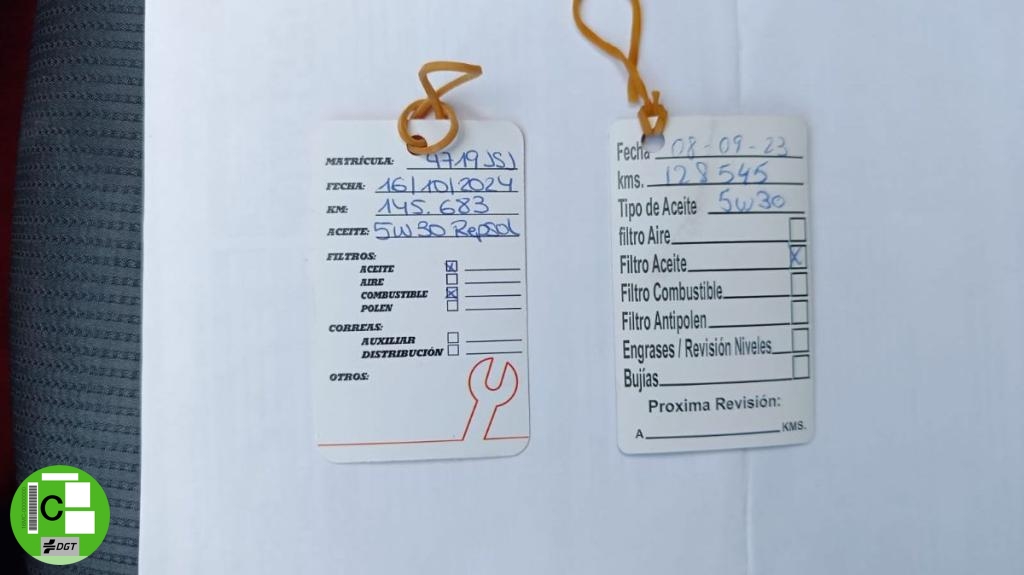 MATRÍCULA: 4719JSJ
FECHA: 16/10/2024
KM: 145.683
ACEITE: 5W30 Repsol
FILTROS:
ACEITE X
AIRE
COMBUSTIBLE X
POLEN
CORREAS:
AUXILIAR
DISTRIBUCIÓN
OTROS:
Fecha 08-09-23
kms. 128545
Tipo de Aceite 5w30
filtro Aire
Filtro Aceite X
Filtro Combustible
Filtro Antipolen
Engrases / Revisión Niveles
Bujías
Proxima Revisión:
A KMS.
C
DGT